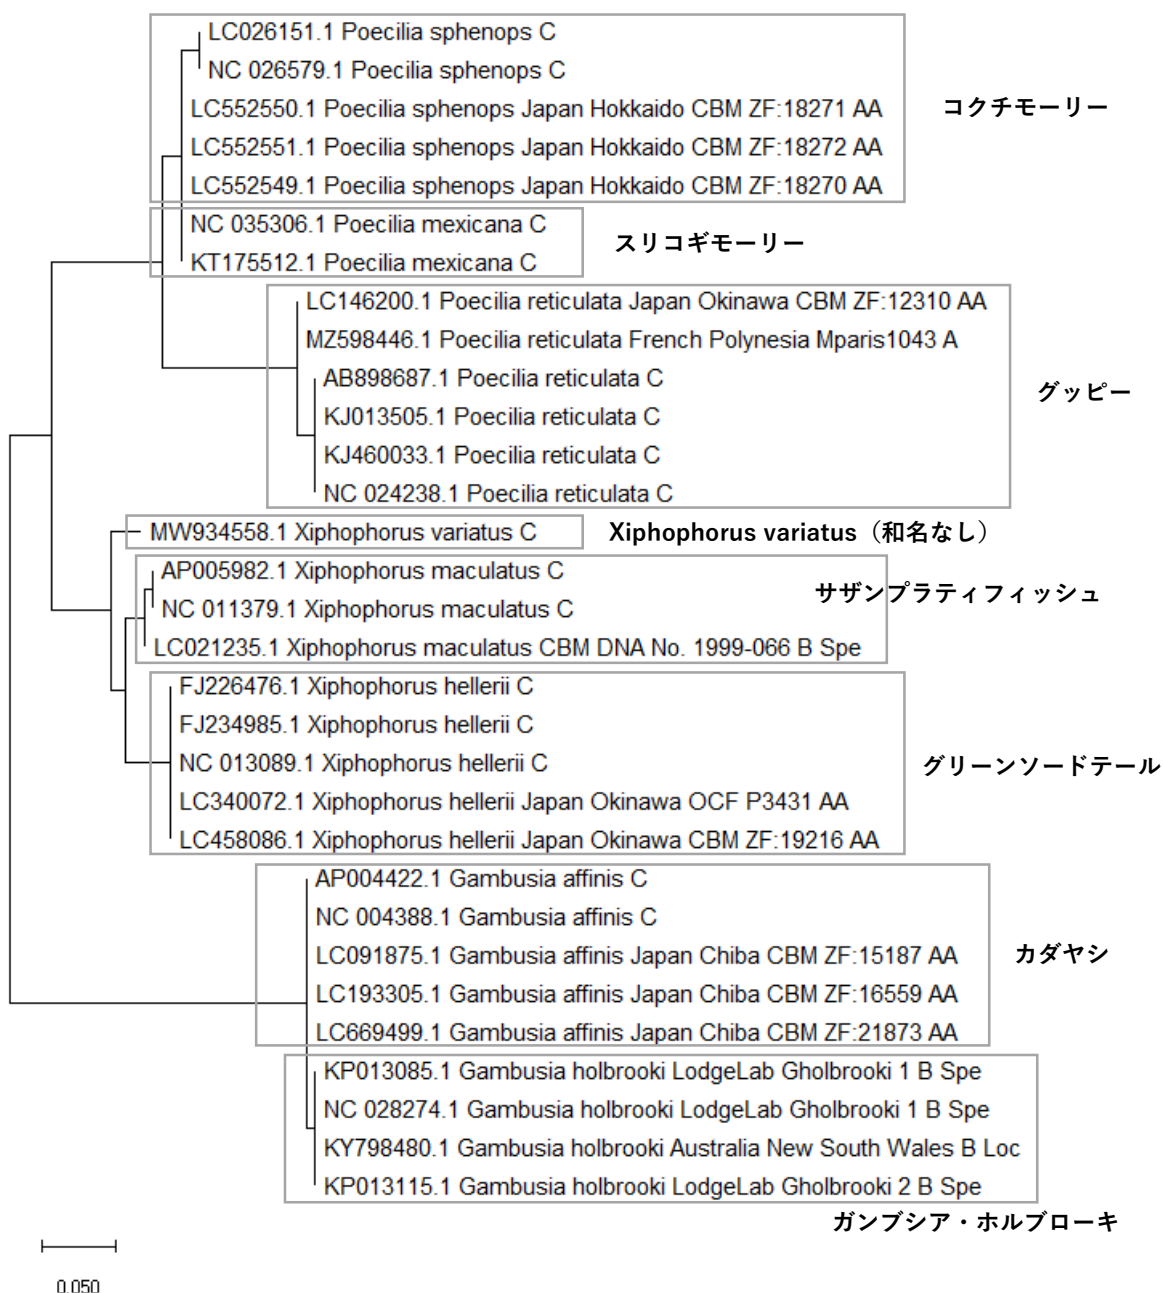 LC026151.1 Poecilia sphenops C
NC 026579.1 Poecilia sphenops C
LC552550.1 Poecilia sphenops Japan Hokkaido CBM ZF:18271 AA
コクチモーリー
LC552551.1 Poecilia sphenops Japan Hokkaido CBM ZF:18272 AA
LC552549.1 Poecilia sphenops Japan Hokkaido CBM ZF:18270 AA
NC 035306.1 Poecilia mexicana C
スリコギモーリー
KT175512.1 Poecilia mexicana C
LC146200.1 Poecilia reticulata Japan Okinawa CBM ZF:12310 AA
MZ598446.1 Poecilia reticulata French Polynesia Mparis1043 A
AB898687.1 Poecilia reticulata C
グッピー
KJ013505.1 Poecilia reticulata C
KJ460033.1 Poecilia reticulata C
NC 024238.1 Poecilia reticulata C
MW934558.1 Xiphophorus variatus C
Xiphophorus variatus（和名なし）
AP005982.1 Xiphophorus maculatus C
サザンプラティフィッシュ
NC 011379.1 Xiphophorus maculatus C
LC021235.1 Xiphophorus maculatus CBM DNA No. 1999-066 B Spe
FJ226476.1 Xiphophorus hellerii C
FJ234985.1 Xiphophorus hellerii C
NC 013089.1 Xiphophorus hellerii C
グリーンソードテール
LC340072.1 Xiphophorus hellerii Japan Okinawa OCF P3431 AA
LC458086.1 Xiphophorus hellerii Japan Okinawa CBM ZF:19216 AA
AP004422.1 Gambusia affinis C
NC 004388.1 Gambusia affinis C
LC091875.1 Gambusia affinis Japan Chiba CBM ZF:15187 AA
カダヤシ
LC193305.1 Gambusia affinis Japan Chiba CBM ZF:16559 AA
LC669499.1 Gambusia affinis Japan Chiba CBM ZF:21873 AA
KP013085.1 Gambusia holbrooki LodgeLab Gholbrooki 1 B Spe
NC 028274.1 Gambusia holbrooki LodgeLab Gholbrooki 1 B Spe
KY798480.1 Gambusia holbrooki Australia New South Wales B Loc
KP013115.1 Gambusia holbrooki LodgeLab Gholbrooki 2 B Spe
ガンブシア・ホルブローキ
0.050